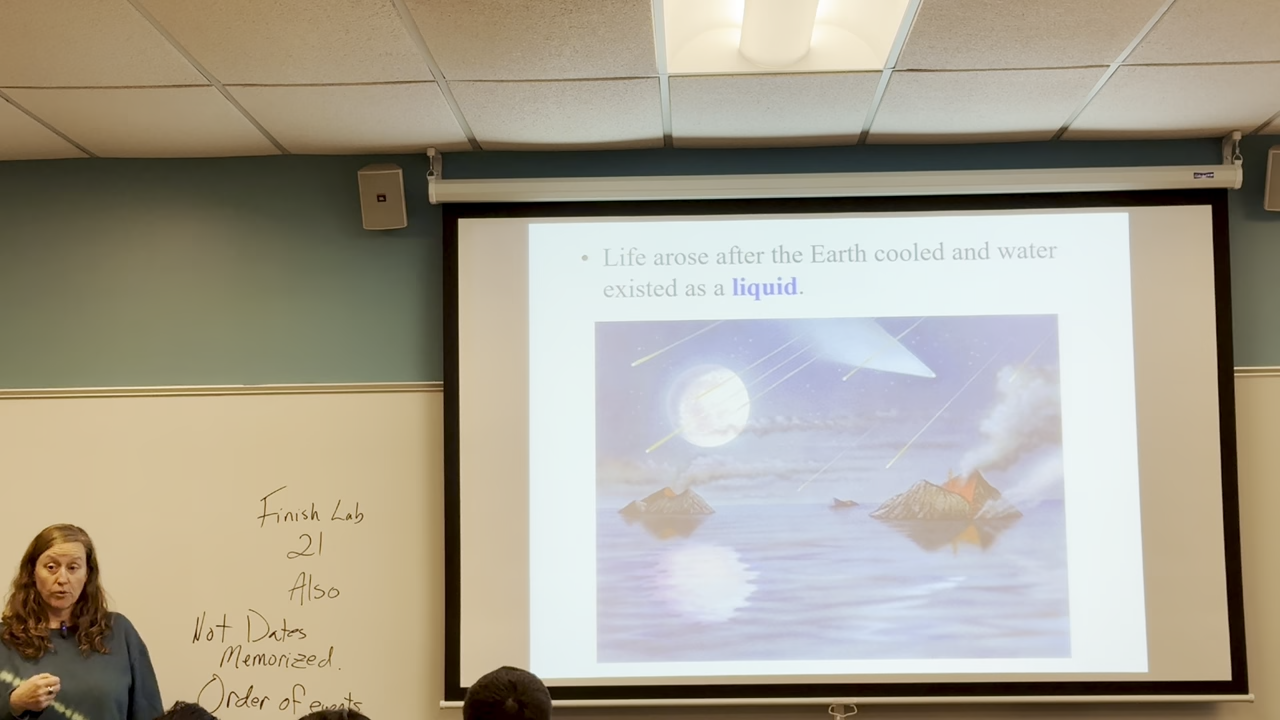 • Life arose after the Earth cooled and water
existed as a liquid.
Finish Lab
21
Also
Not Dates
Memorized.
Order of events